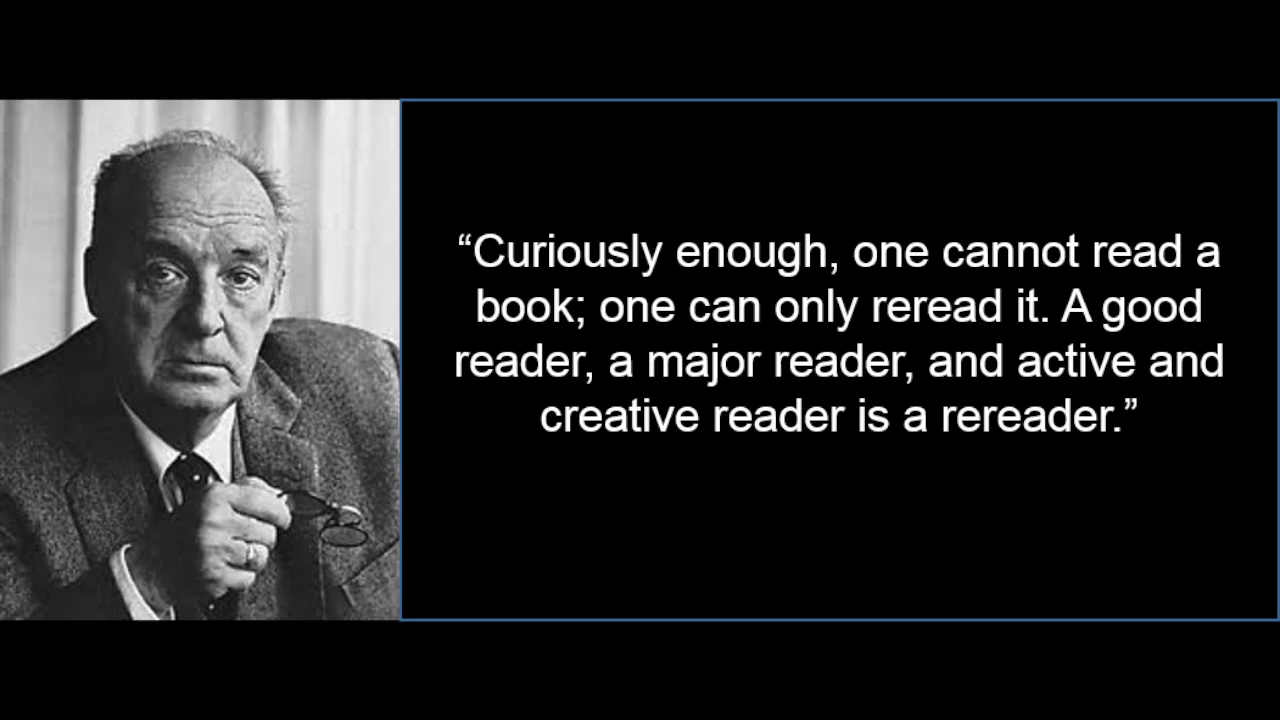 “Curiously enough, one cannot read a
book; one can only reread it. A good
reader, a major reader, and active and
creative reader is a rereader.”